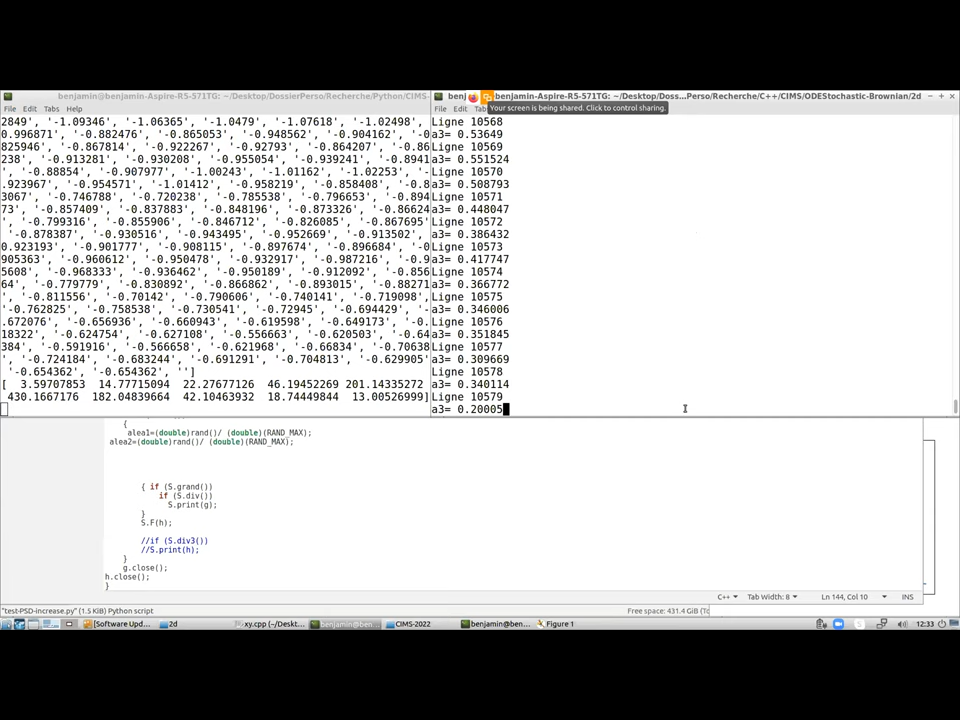 benjamin@benjamin-Aspire-R5-571TG: ~/Desktop/DossierPerso/Recherche/Python/CIMS-
File Edit Tabs Help
2849', '-1.09346', '-1.06365', '-1.0479', '-1.07618', '-1.02498', '-
0.996871', '-0.882476', '-0.865053', '-0.948562', '-0.904162', '-0.
825946', '-0.867814', '-0.922267', '-0.92793', '-0.864207', '-0.86
238', '-0.913281', '-0.930208', '-0.955054', '-0.939241', '-0.8941
', '-0.88854', '-0.907977', '-1.00243', '-1.01162', '-1.02253', '-
.923967', '-0.954571', '-1.01412', '-0.958219', '-0.858408', '-0.8
3067', '-0.746788', '-0.720238', '-0.785538', '-0.796653', '-0.894
73', '-0.857409', '-0.837883', '-0.848196', '-0.873326', '-0.86624
', '-0.799316', '-0.855906', '-0.846712', '-0.826085', '-0.867695'
'-0.878387', '-0.930516', '-0.943495', '-0.952669', '-0.913502', '
0.923193', '-0.901777', '-0.908115', '-0.897674', '-0.896684', '-0
905363', '-0.960612', '-0.950478', '-0.932917', '-0.987216', '-0.9
5608', '-0.968333', '-0.936462', '-0.950189', '-0.912092', '-0.856
64', '-0.779779', '-0.830892', '-0.866862', '-0.893015', '-0.88271
', '-0.811556', '-0.70142', '-0.790606', '-0.740141', '-0.719098',
'-0.762825', '-0.758538', '-0.730541', '-0.72945', '-0.694429', '-
.672076', '-0.656936', '-0.660943', '-0.619598', '-0.649173', '-0.
18322', '-0.624754', '-0.627108', '-0.556663', '-0.620503', '-0.64
384', '-0.591916', '-0.566658', '-0.621968', '-0.66834', '-0.70638
', '-0.724184', '-0.683244', '-0.691291', '-0.704813', '-0.629905'
'-0.654362', '-0.654362', '']
[ 3.59707853 14.77715094 22.27677126 46.19452269 201.14335272
430.1667176 182.04839664 42.10463932 18.74449844 13.00526999]
benj
benjamin-Aspire-R5-571TG: ~/Desktop/Doss...Perso/Recherche/C++/CIMS/ODEStochastic-Brownian/2d
Your screen is being shared. Click to control sharing.
File Edit Tab
Ligne 10568
a3= 0.53649
Ligne 10569
a3= 0.551524
Ligne 10570
a3= 0.508793
Ligne 10571
a3= 0.448047
Ligne 10572
a3= 0.386432
Ligne 10573
a3= 0.417747
Ligne 10574
a3= 0.366772
Ligne 10575
a3= 0.346006
Ligne 10576
a3= 0.351845
Ligne 10577
a3= 0.309669
Ligne 10578
a3= 0.340114
Ligne 10579
a3= 0.20005
{
alea1=(double)rand()/ (double)(RAND_MAX);
alea2=(double)rand()/ (double)(RAND_MAX);
{ if (S.grand())
if (S.div())
S.print(g);
}
S.F(h);
//if (S.div3())
//S.print(h);
}
g.close();
h.close();
}
C++ Tab Width: 8 Ln 144, Col 10 INS
"test-PSD-increase.py" (1.5 KiB) Python script
Free space: 431.4 GiB (Tc
[Software Upd... 2d xy.cpp (~/Deskt... benjamin@ben... CIMS-2022 benjamin@ben... Figure 1 12:33